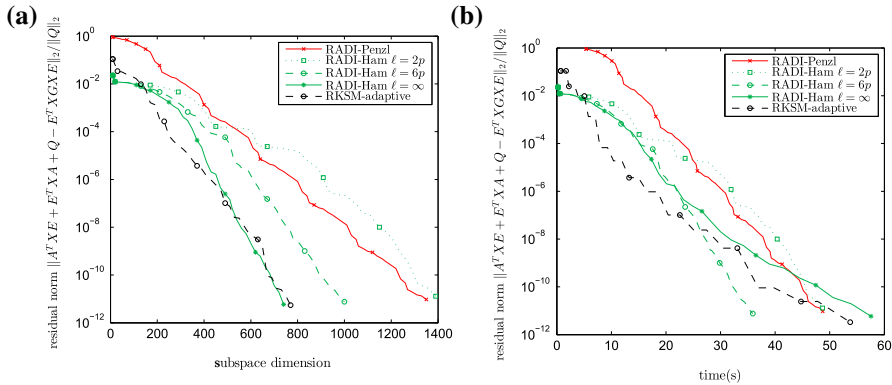 (a)
residual norm ||A^T XE + E^T XA + Q − E^T XGXE||_2/||Q||_2
10^0
10^−2
10^−4
10^−6
10^−8
10^−10
10^−12
0 200 400 600 800 1000 1200 1400
subspace dimension
RADI-Penzl
RADI-Ham ℓ = 2p
RADI-Ham ℓ = 6p
RADI-Ham ℓ = ∞
RKSM-adaptive
(b)
residual norm ||A^T XE + E^T XA + Q − E^T XGXE||_2/||Q||_2
10^0
10^−2
10^−4
10^−6
10^−8
10^−10
10^−12
0 10 20 30 40 50 60
time(s)
RADI-Penzl
RADI-Ham ℓ = 2p
RADI-Ham ℓ = 6p
RADI-Ham ℓ = ∞
RKSM-adaptive